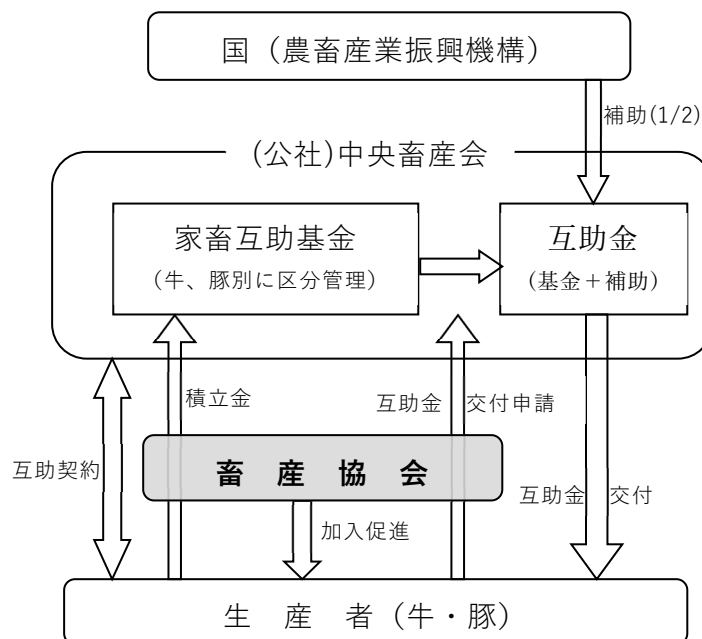 国（農畜産業振興機構）
補助(1/2)
(公社)中央畜産会
家畜互助基金
(牛、豚別に区分管理)
互助金
(基金＋補助)
積立金
互助金 交付申請
畜 産 協 会
互助契約
互助金 交付
加入促進
生 産 者（牛・豚）